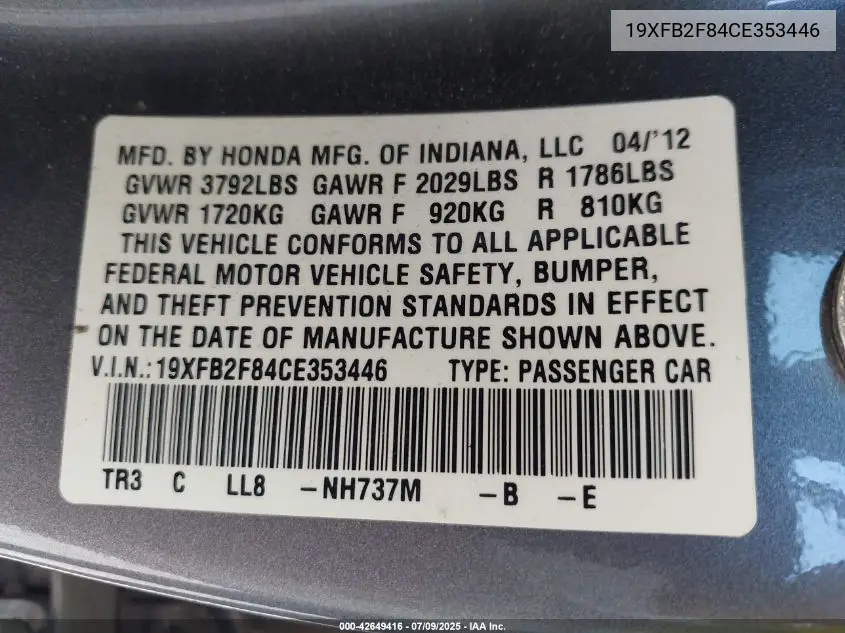 19XFB2F84CE353446
MFD. BY HONDA MFG. OF INDIANA, LLC 04/'12
GVWR 3792LBS GAWR F 2029LBS R 1786LBS
GVWR 1720KG GAWR F 920KG R 810KG
THIS VEHICLE CONFORMS TO ALL APPLICABLE
FEDERAL MOTOR VEHICLE SAFETY, BUMPER,
AND THEFT PREVENTION STANDARDS IN EFFECT
ON THE DATE OF MANUFACTURE SHOWN ABOVE.
V.I.N.:19XFB2F84CE353446 TYPE: PASSENGER CAR
TR3 C LL8 -NH737M -B -E
000-42649416 - 07/09/2025 - IAA Inc.